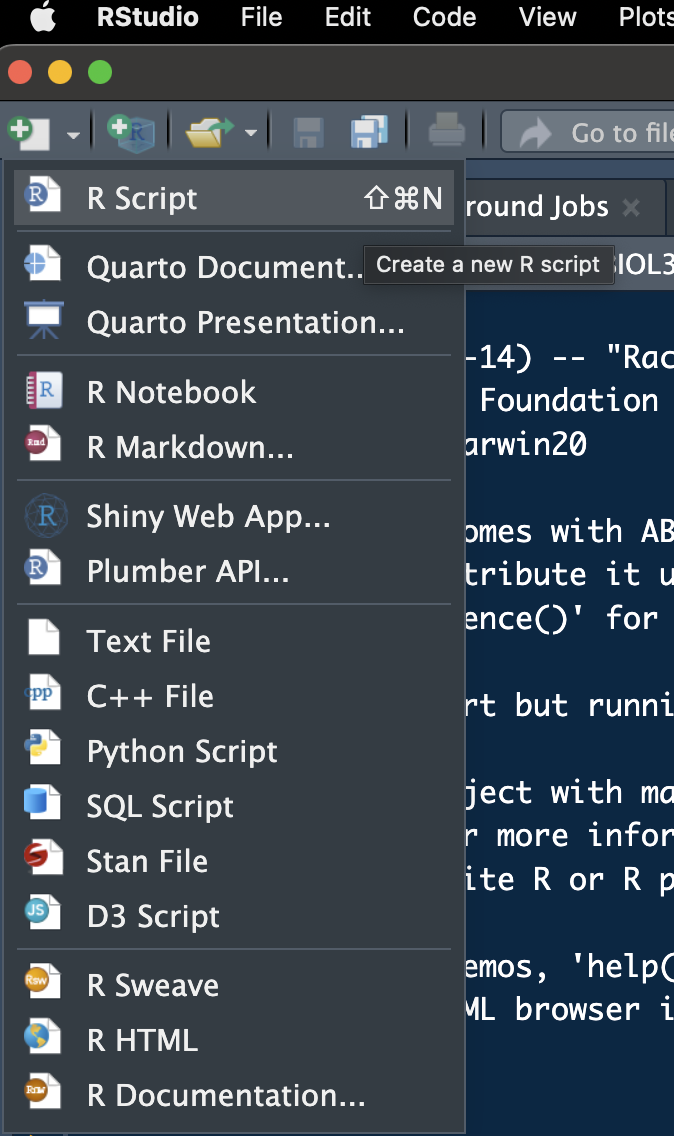 RStudio File Edit Code View Plots
Go to file
R Script ⇧⌘N
round Jobs ×
Quarto Document...
Create a new R script
BIOL3
Quarto Presentation...
-14) -- "Rac
R Notebook
Foundation
R Markdown...
arwin20
Shiny Web App...
omes with AB
Plumber API...
tribute it u
ence()' for
Text File
C++ File
rt but runni
Python Script
ject with ma
SQL Script
r more infor
Stan File
ite R or R p
D3 Script
emos, 'help(
R Sweave
ML browser i
R HTML
R Documentation...